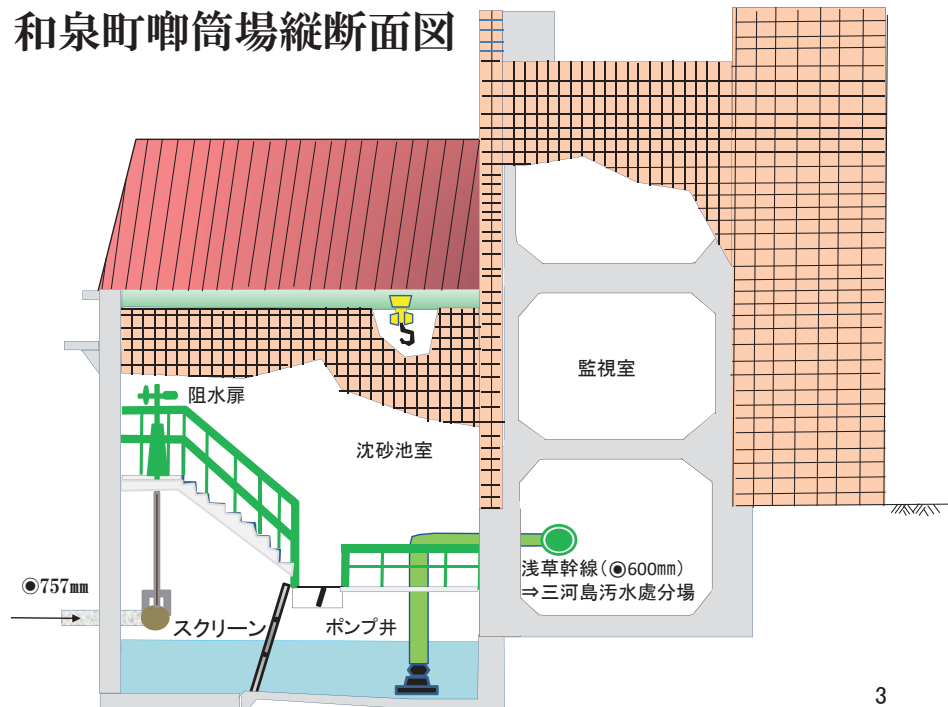 和泉町喞筒場縦断面図
監視室
阻水扉
沈砂池室
浅草幹線（◉600㎜）
⇒三河島汚水處分場
◉757㎜
スクリーン
ポンプ井
3